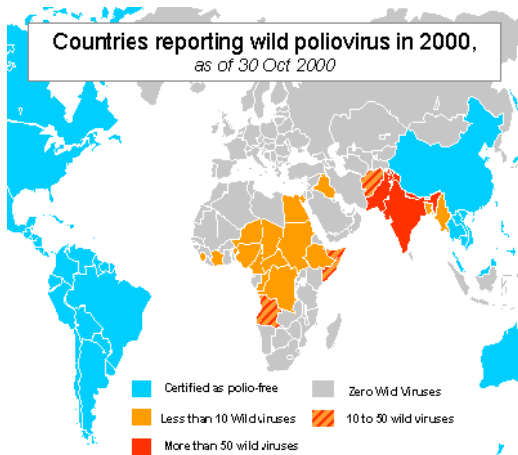 Countries reporting wild poliovirus in 2000,
as of 30 Oct 2000
Certified as polio-free
Zero Wid Viruses
Less than 10 Wild viruses
10 to 50 wild viruses
More than 50 wild viruses